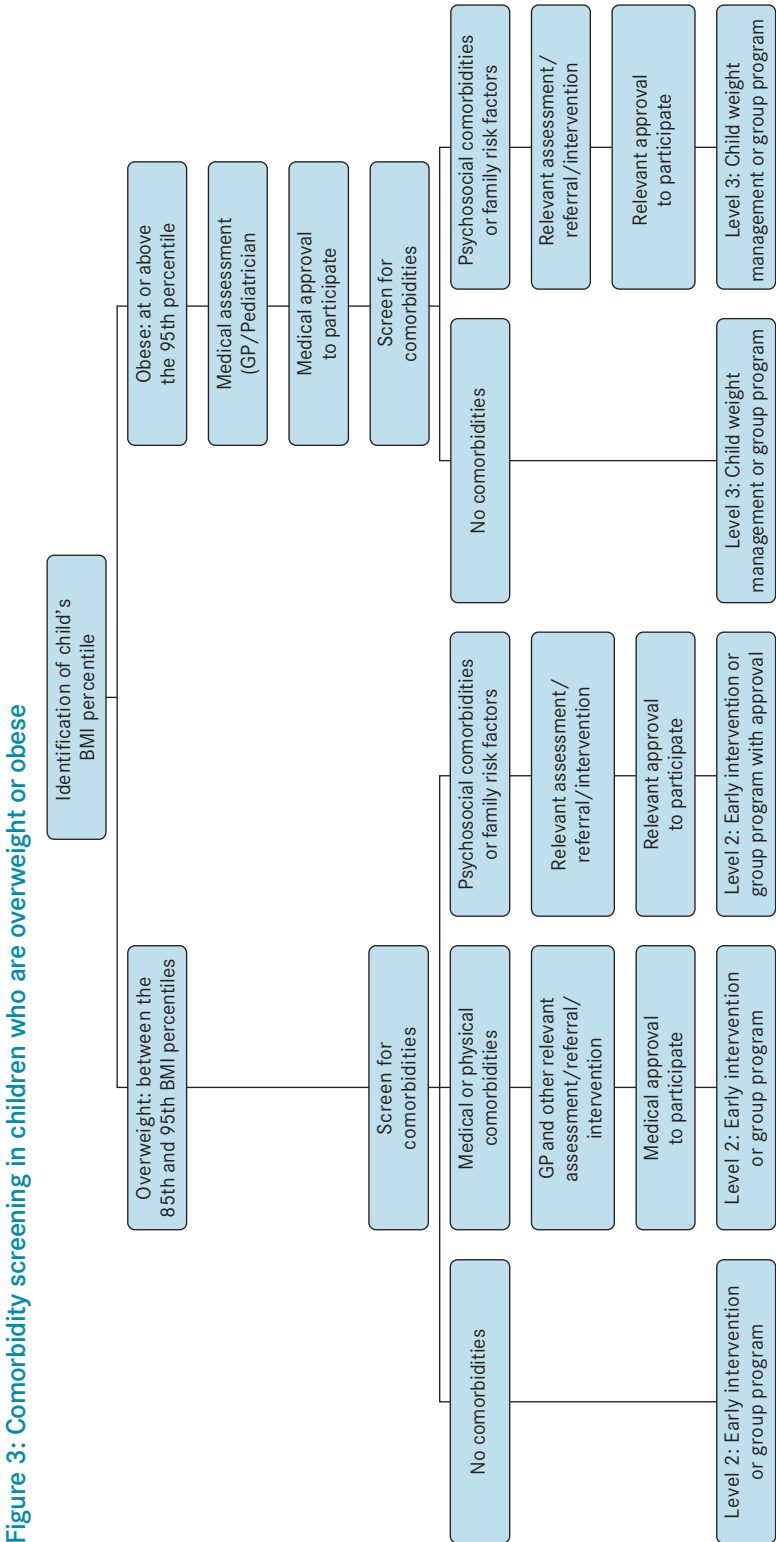 Figure 3: Comorbidity screening in children who are overweight or obese
Identification of child's
BMI percentile
Overweight: between the
85th and 95th BMI percentiles
Screen for
comorbidities
No comorbidities
Level 2: Early intervention
or group program
Medical or physical
comorbidities
GP and other relevant
assessment/referral/
intervention
Medical approval
to participate
Level 2: Early intervention
or group program
Psychosocial comorbidities
or family risk factors
Relevant assessment/
referral/intervention
Relevant approval
to participate
Level 2: Early intervention or
group program with approval
Obese: at or above
the 95th percentile
Medical assessment
(GP/Pediatrician)
Medical approval
to participate
Screen for
comorbidities
No comorbidities
Level 3: Child weight
management or group program
Psychosocial comorbidities
or family risk factors
Relevant assessment/
referral/intervention
Relevant approval
to participate
Level 3: Child weight
management or group program